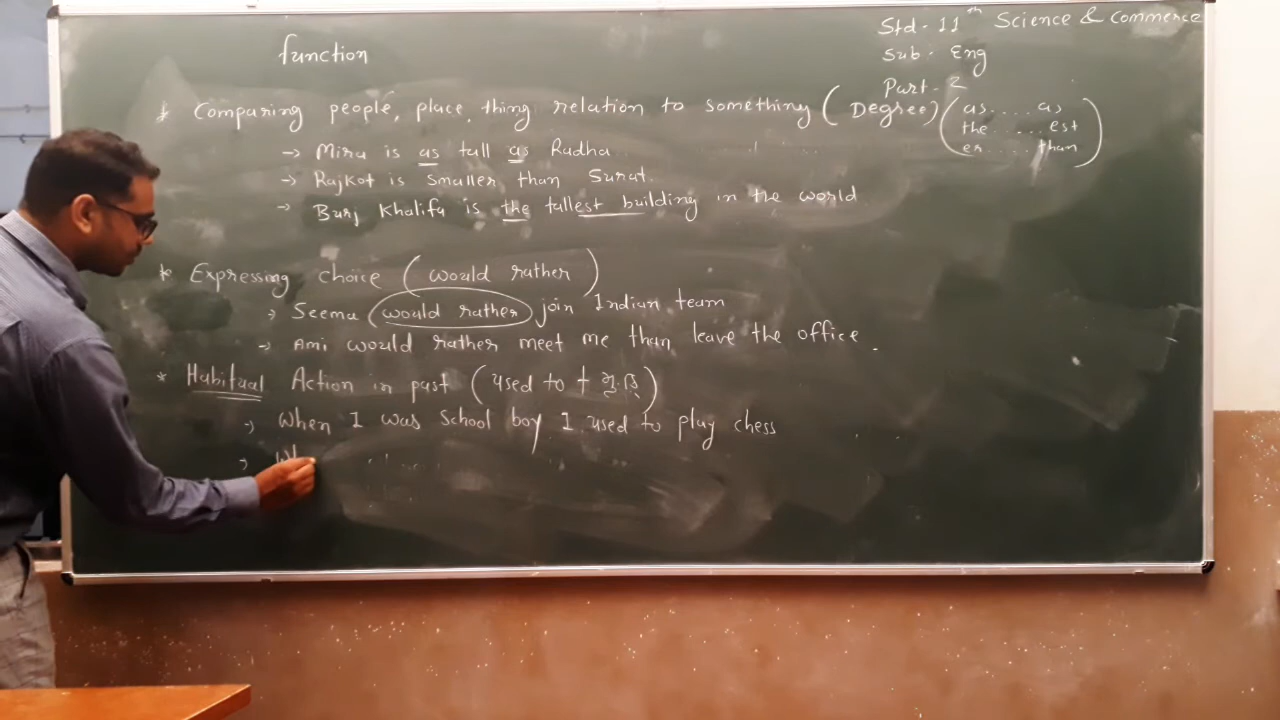 Std - 11th Science & Commerce
Sub - Eng
Part - 2
function
* Comparing people, place, thing relation to something (Degree) (as .... as
the .... est
er .... than)
→ Mira is as tall as Radha
→ Rajkot is smaller than Surat.
→ Burj Khalifa is the tallest building in the world
* Expressing choice (would rather)
→ Seema would rather join Indian team
→ Ami would rather meet me than leave the office.
* Habitual Action in past (used to + મૂ.ક્રિ)
→ When I was school boy I used to play chess
→ Wh